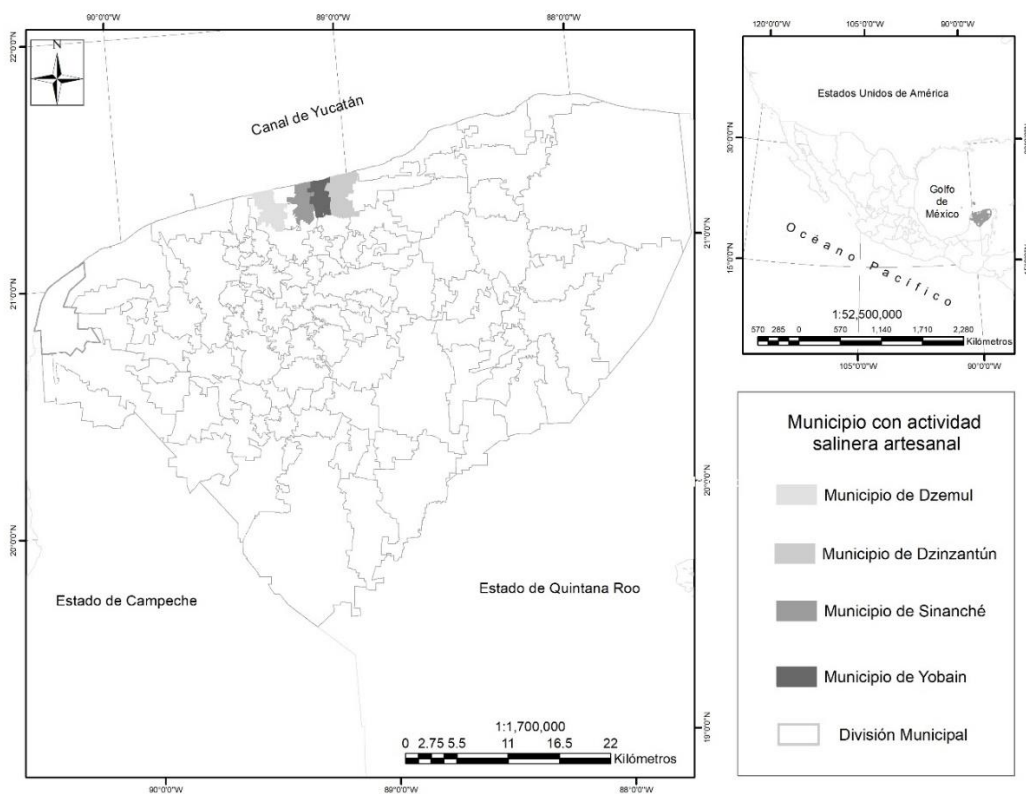 90°0'0"W
89°0'0"W
88°0'0"W
22°0'0"N
N
Canal de Yucatán
21°0'0"N
21°0'0"N
20°0'0"N
20°0'0"N
Estado de Campeche
Estado de Quintana Roo
19°0'0"N
1:1,700,000
0 2.75 5.5 11 16.5 22
Kilómetros
90°0'0"W
89°0'0"W
88°0'0"W
120°0'0"W
105°0'0"W
90°0'0"W
Estados Unidos de América
30°0'0"N
Golfo
de
México
15°0'0"N
Océano Pacífico
1:52,500,000
570 285 0 570 1,140 1,710 2,280
Kilómetros
105°0'0"W
90°0'0"W
Municipio con actividad
salinera artesanal
Municipio de Dzemul
Municipio de Dzinzantún
Municipio de Sinanché
Municipio de Yobain
División Municipal